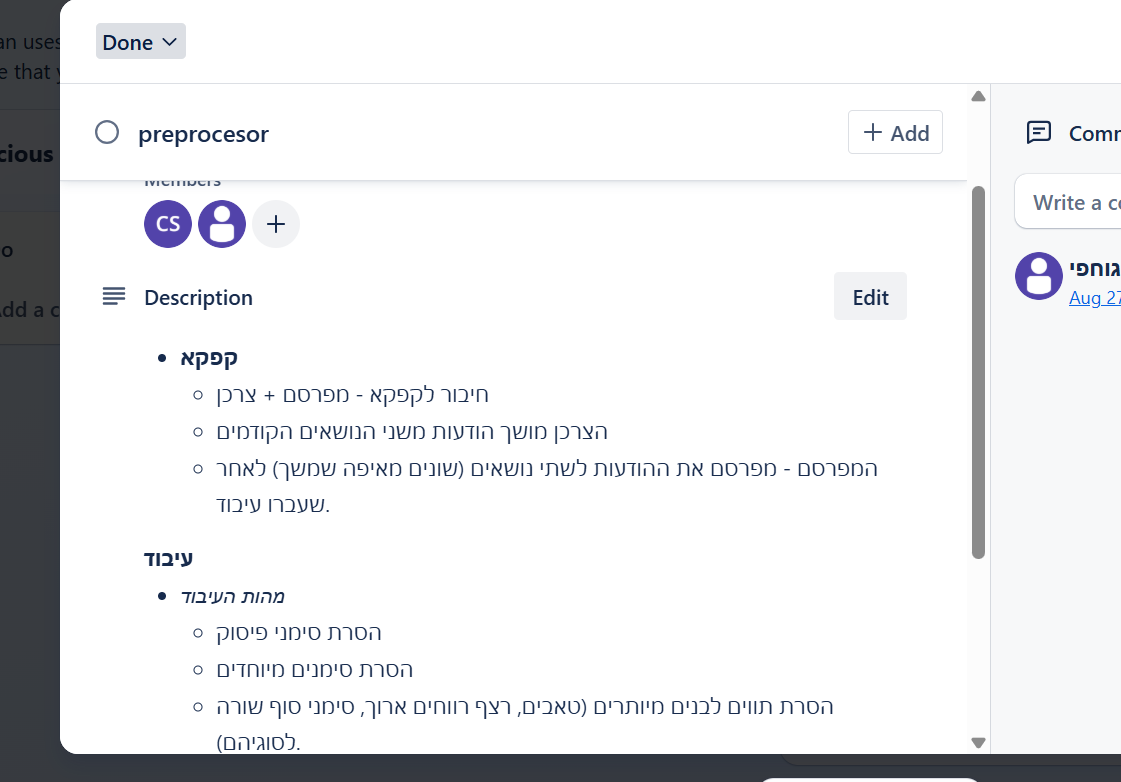 an uses
e that
Done
cious
preprocesor
+ Add
Comm
Members
Write a c
CS
o
גוחפי
Aug 27
Description
Edit
dd a c
קפקא
חיבור לקפקא - מפרסם + צרכן
הצרכן מושך הודעות משני הנושאים הקודמים
המפרסם - מפרסם את ההודעות לשתי נושאים (שונים מאיפה שמשך) לאחר
שעברו עיבוד.
עיבוד
מהות העיבוד
הסרת סימני פיסוק
הסרת סימנים מיוחדים
הסרת תווים לבנים מיותרים (טאבים, רצף רווחים ארוך, סימני סוף שורה
לסוגיהם).